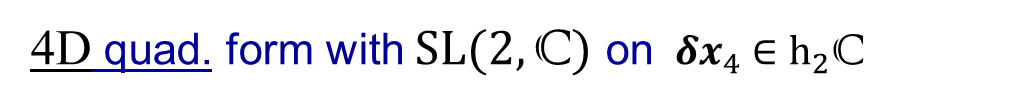 4D quad. form with SL(2, ℂ) on δx₄ ∈ h₂ℂ